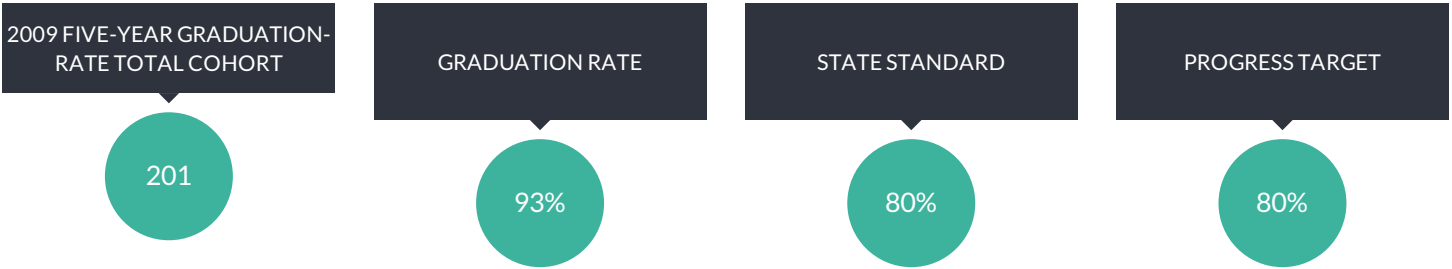 2009 FIVE-YEAR GRADUATION-
RATE TOTAL COHORT
201
GRADUATION RATE
93%
STATE STANDARD
80%
PROGRESS TARGET
80%